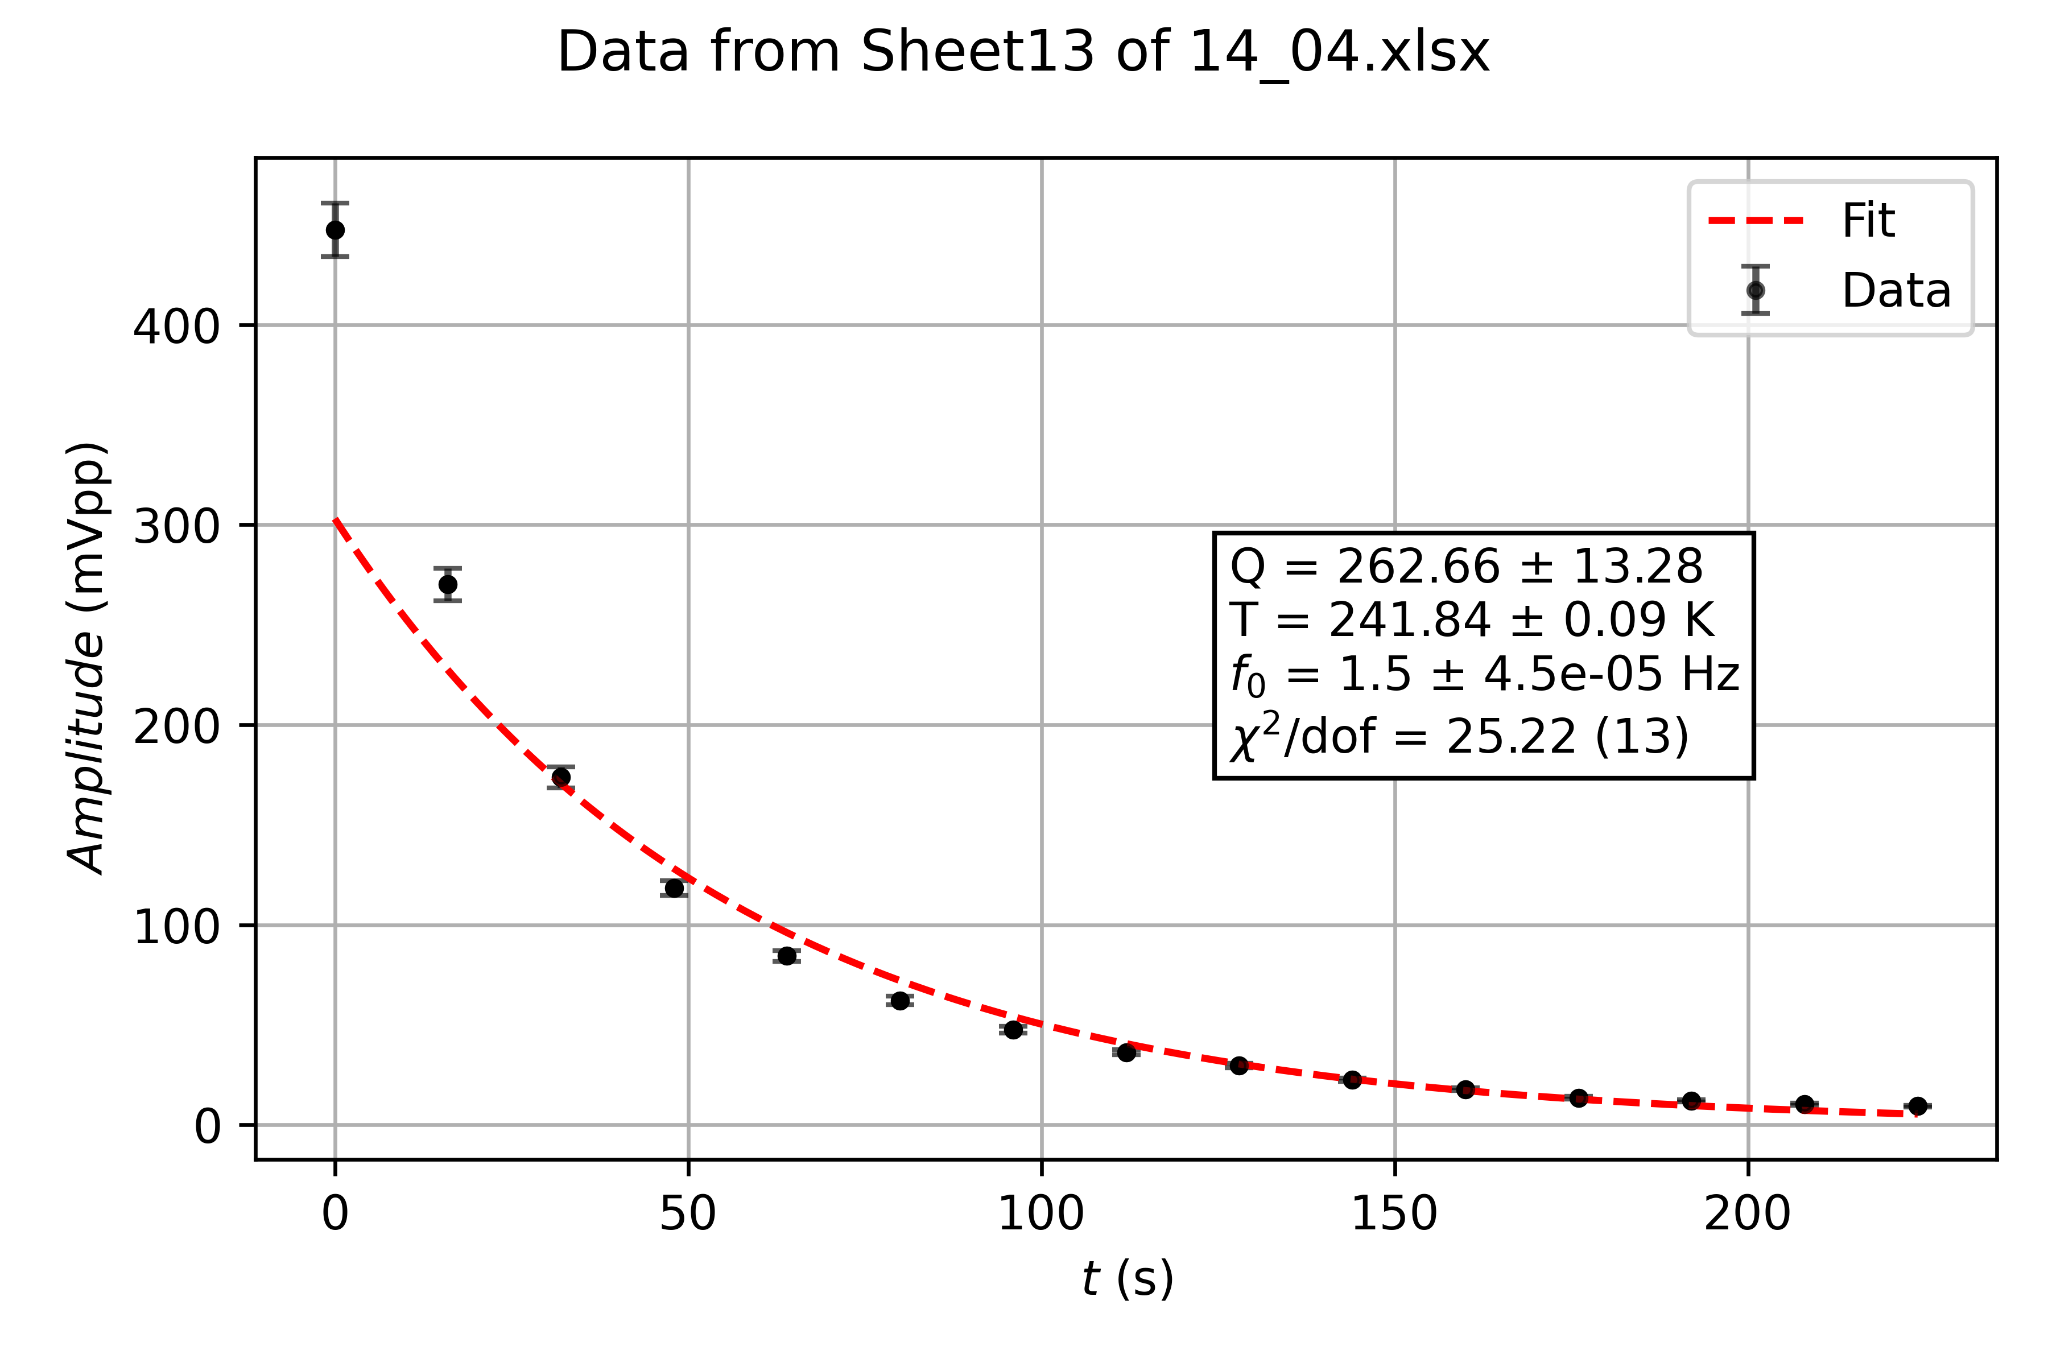 Data from Sheet13 of 14_04.xlsx
Fit
Data
400
300
200
100
0
Amplitude (mVpp)
Q = 262.66 ± 13.28
T = 241.84 ± 0.09 K
f₀ = 1.5 ± 4.5e-05 Hz
χ²/dof = 25.22 (13)
0 50 100 150 200
t (s)